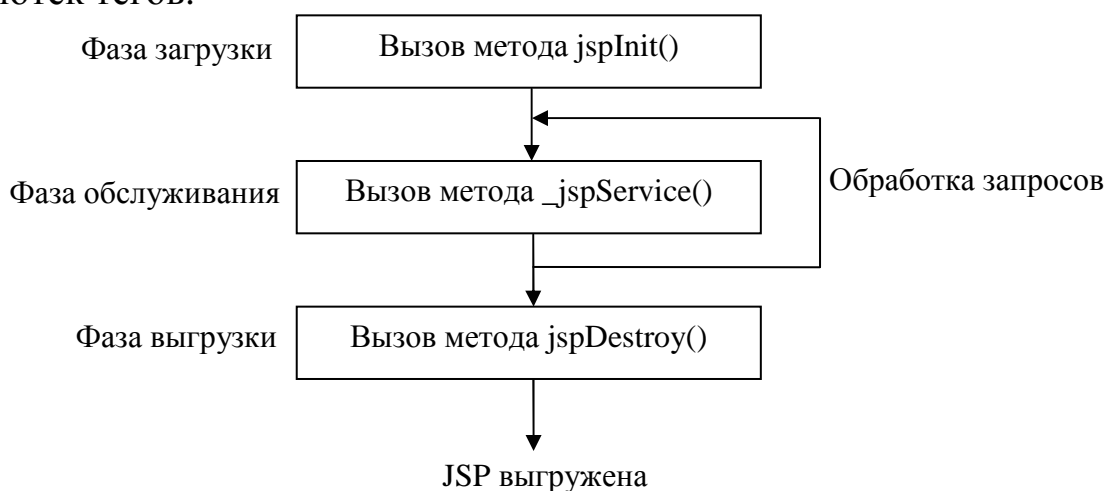 тегов.
Фаза загрузки
Вызов метода jspInit()
Фаза обслуживания
Вызов метода _jspService()
Обработка запросов
Фаза выгрузки
Вызов метода jspDestroy()
JSP выгружена